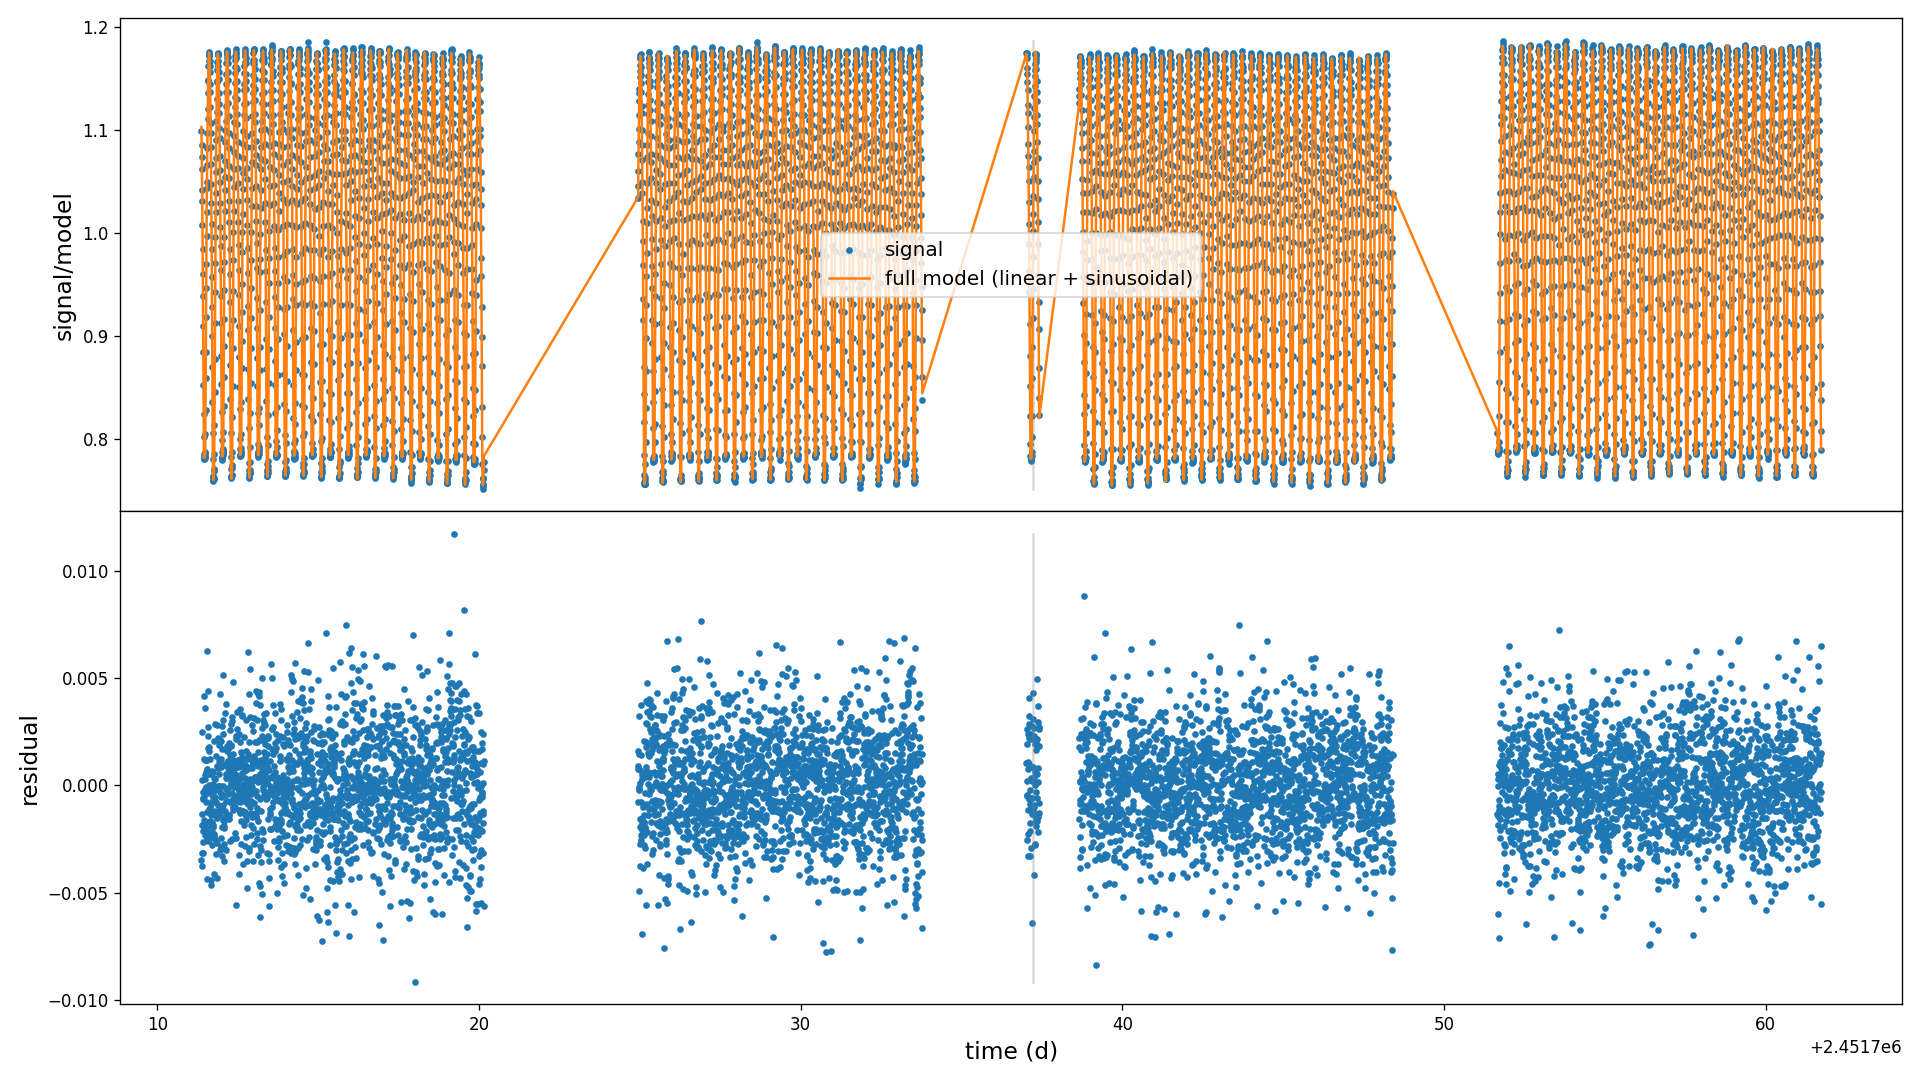 1.2
1.1
1.0
0.9
0.8
signal/model
signal
full model (linear + sinusoidal)
0.010
0.005
0.000
−0.005
−0.010
residual
10 20 30 40 50 60
time (d)
+2.4517e6